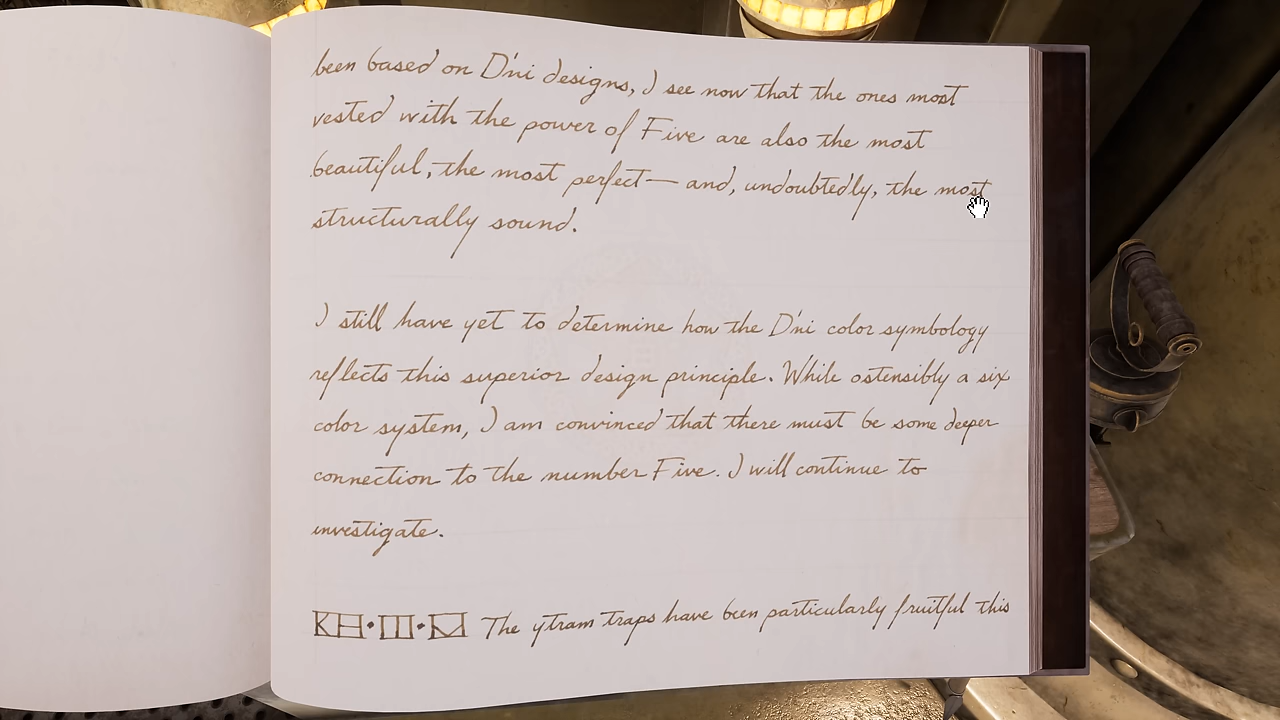 been based on D'ni designs, I see now that the ones most
vested with the power of Five are also the most
beautiful, the most perfect— and, undoubtedly, the most
structurally sound.
I still have yet to determine how the D'ni color symbology
reflects this superior design principle. While ostensibly a six
color system, I am convinced that there must be some deeper
connection to the number Five. I will continue to
investigate.
The ytram traps have been particularly fruitful this